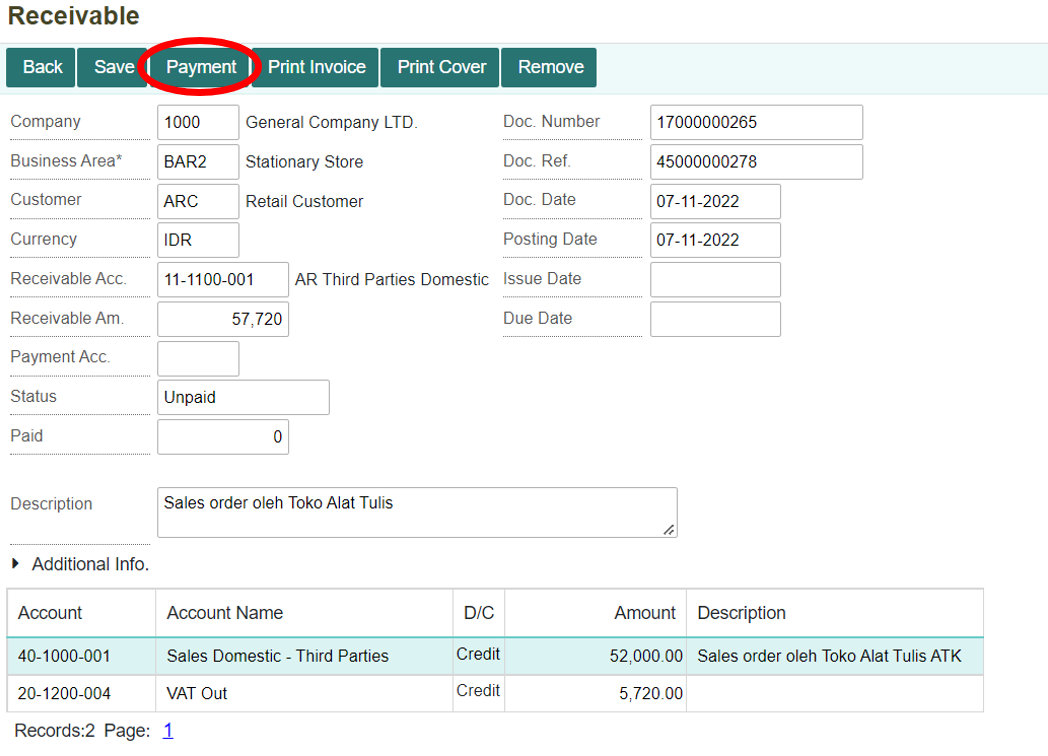 Receivable
Back Save Payment Print Invoice Print Cover Remove
Company 1000 General Company LTD. Doc. Number 17000000265
Business Area* BAR2 Stationary Store Doc. Ref. 45000000278
Customer ARC Retail Customer Doc. Date 07-11-2022
Currency IDR Posting Date 07-11-2022
Receivable Acc. 11-1100-001 AR Third Parties Domestic Issue Date
Receivable Am. 57,720 Due Date
Payment Acc.
Status Unpaid
Paid 0
Description Sales order oleh Toko Alat Tulis
Additional Info.
Account Account Name D/C Amount Description
40-1000-001 Sales Domestic - Third Parties Credit 52,000.00 Sales order oleh Toko Alat Tulis ATK
20-1200-004 VAT Out Credit 5,720.00
Records:2 Page: 1